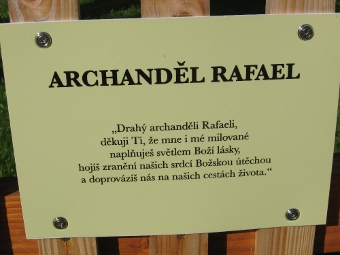 ARCHANDĚL RAFAEL
„Drahý archanděli Rafaeli,
děkuji Ti, že mne i mé milované
naplňuješ světlem Boží lásky,
hojíš zranění našich srdcí Božskou útěchou
a doprovázíš nás na našich cestách života.“